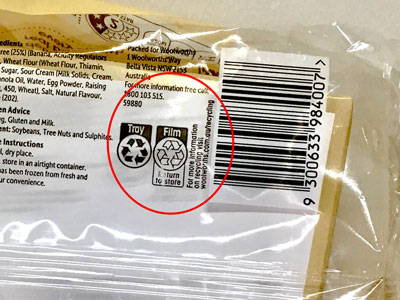 edients
ree (25%) (Banana, Acidity Regulators
Wheat Flour (Wheat Flour, Thiamin,
Sugar, Sour Cream (Milk Solids, Cream,
nola Oil, Water, Egg Powder, Raising
450, Wheat), Salt, Natural Flavour,
(202).
en Advice
g, Gluten and Milk.
ent: Soybeans, Tree Nuts and Sulphites.
e Instructions
l, dry place.
store in an airtight container.
has been frozen from fresh and
ur convenience.
Packed for Woolworths
1 Woolworths Way
Bella Vista NSW 2153
Australia
For more information free call
1800 103 515.
59880
Tray
Film
Return
to store
For more information
on recycling visit
woolworths.com.au/recycling
9 300633 984007